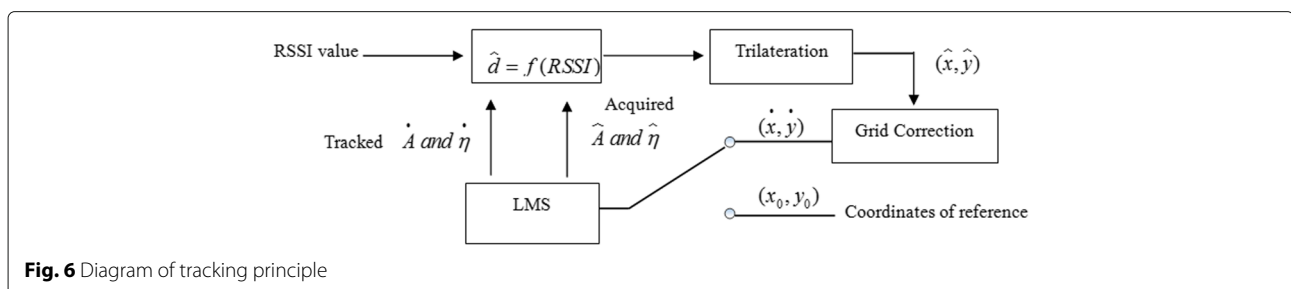 RSSI value
d̂ = f(RSSI)
Trilateration
(x̂, ŷ)
Acquired
Tracked Ȧ and η̇
Â and η̂
(ẋ, ẏ)
Grid Correction
LMS
(x₀, y₀)
Coordinates of reference
Fig. 6 Diagram of tracking principle